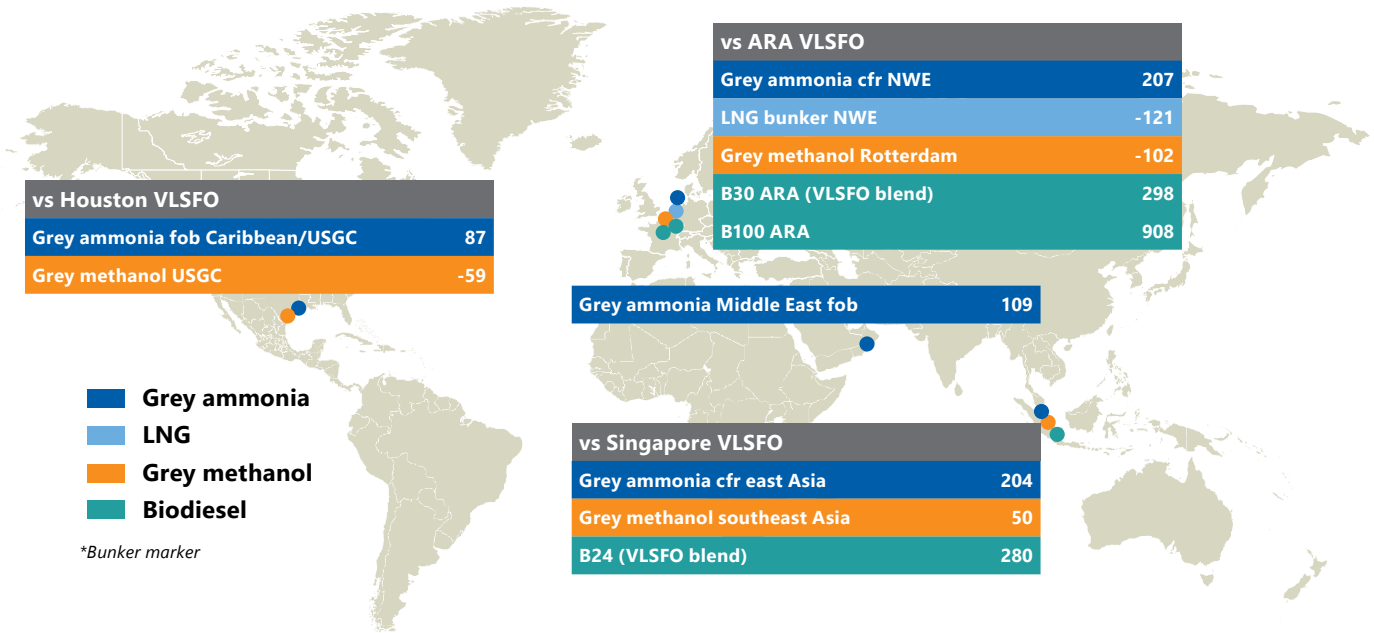 vs ARA VLSFO
Grey ammonia cfr NWE 207
LNG bunker NWE -121
Grey methanol Rotterdam -102
B30 ARA (VLSFO blend) 298
B100 ARA 908
vs Houston VLSFO
Grey ammonia fob Caribbean/USGC 87
Grey methanol USGC -59
Grey ammonia Middle East fob 109
vs Singapore VLSFO
Grey ammonia cfr east Asia 204
Grey methanol southeast Asia 50
B24 (VLSFO blend) 280
Grey ammonia
LNG
Grey methanol
Biodiesel
*Bunker marker